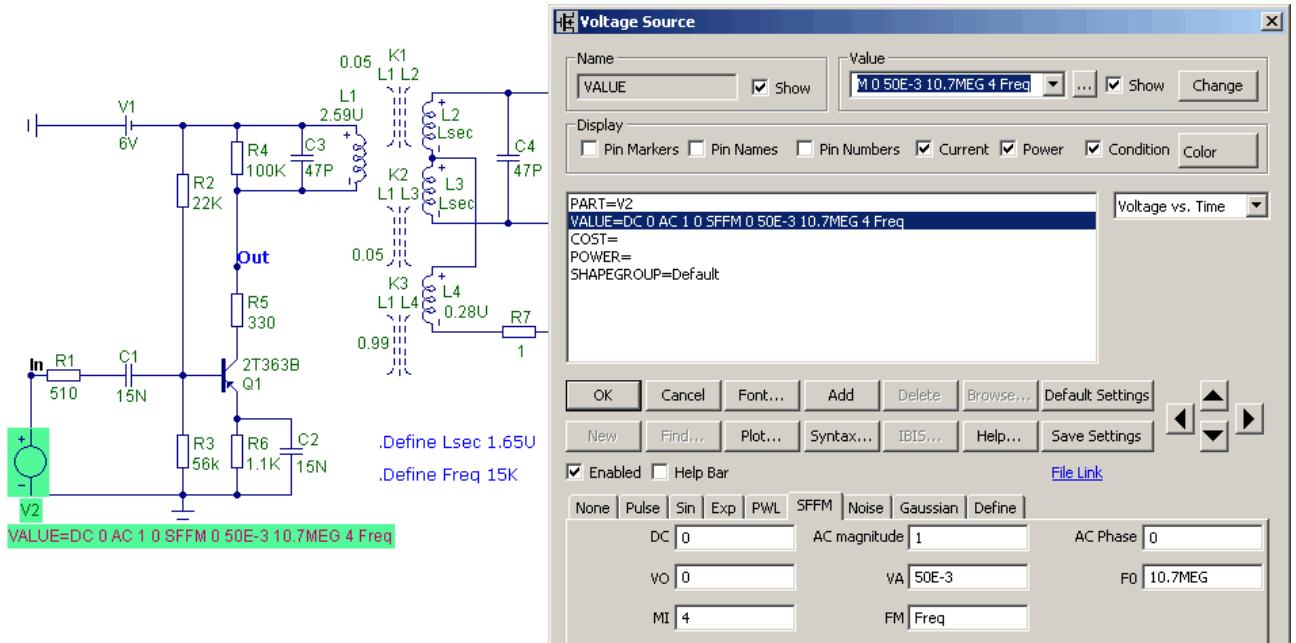 K1
0.05
L1 L2
L1
2.59U
V1
6V
R4
100K
C3
47P
L2
Lsec
C4
47P
R2
22K
K2
L1 L3
L3
Lsec
0.05
Out
K3
L1 L4
L4
0.28U
0.99
R5
330
R7
1
In
R1
510
C1
15N
2T363B
Q1
R3
56k
R6
1.1K
C2
15N
.Define Lsec 1.65U
.Define Freq 15K
V2
VALUE=DC 0 AC 1 0 SFFM 0 50E-3 10.7MEG 4 Freq
Voltage Source
Name
VALUE
Show
Value
M 0 50E-3 10.7MEG 4 Freq
...
Show
Change
Display
Pin Markers
Pin Names
Pin Numbers
Current
Power
Condition
Color
PART=V2
VALUE=DC 0 AC 1 0 SFFM 0 50E-3 10.7MEG 4 Freq
COST=
POWER=
SHAPEGROUP=Default
Voltage vs. Time
OK
Cancel
Font...
Add
Delete
Browse...
Default Settings
New
Find...
Plot...
Syntax...
IBIS...
Help...
Save Settings
Enabled
Help Bar
File Link
None
Pulse
Sin
Exp
PWL
SFFM
Noise
Gaussian
Define
DC 0
AC magnitude 1
AC Phase 0
VO 0
VA 50E-3
F0 10.7MEG
MI 4
FM Freq